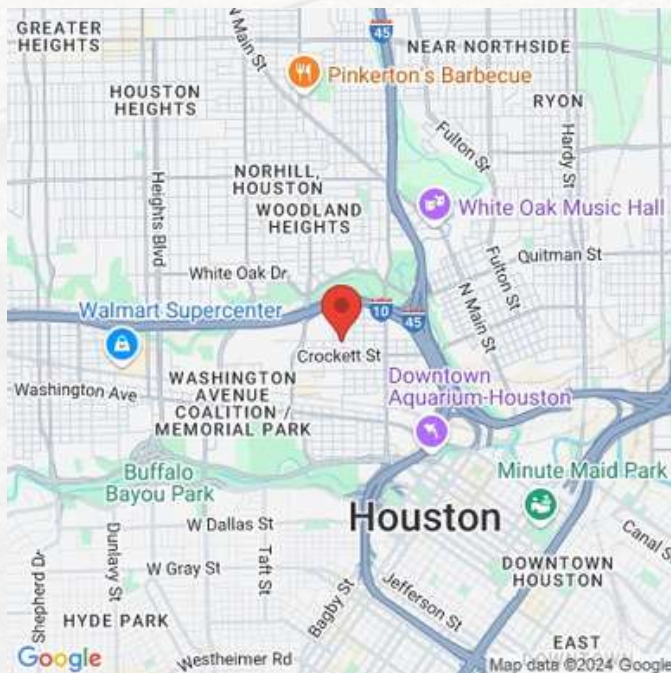 GREATER
HEIGHTS
N Main St
45
NEAR NORTHSIDE
Pinkerton's Barbecue
HOUSTON
HEIGHTS
RYON
Fulton St
Hardy St
NORHILL,
HOUSTON
Heights Blvd
WOODLAND
HEIGHTS
White Oak Music Hall
White Oak Dr
Fulton St
Quitman St
N Main St
Walmart Supercenter
10
45
Crockett St
Washington Ave
WASHINGTON
AVENUE
COALITION /
MEMORIAL PARK
Downtown
Aquarium-Houston
Buffalo
Bayou Park
Minute Maid Park
W Dallas St
Houston
Canal S
Shepherd Dr
Dunlavy St
W Gray St
Taft St
Bagby St
Jefferson St
DOWNTOWN
HOUSTON
HYDE PARK
EAST
DOWNTOWN
Google
Westheimer Rd
Map data ©2024 Google